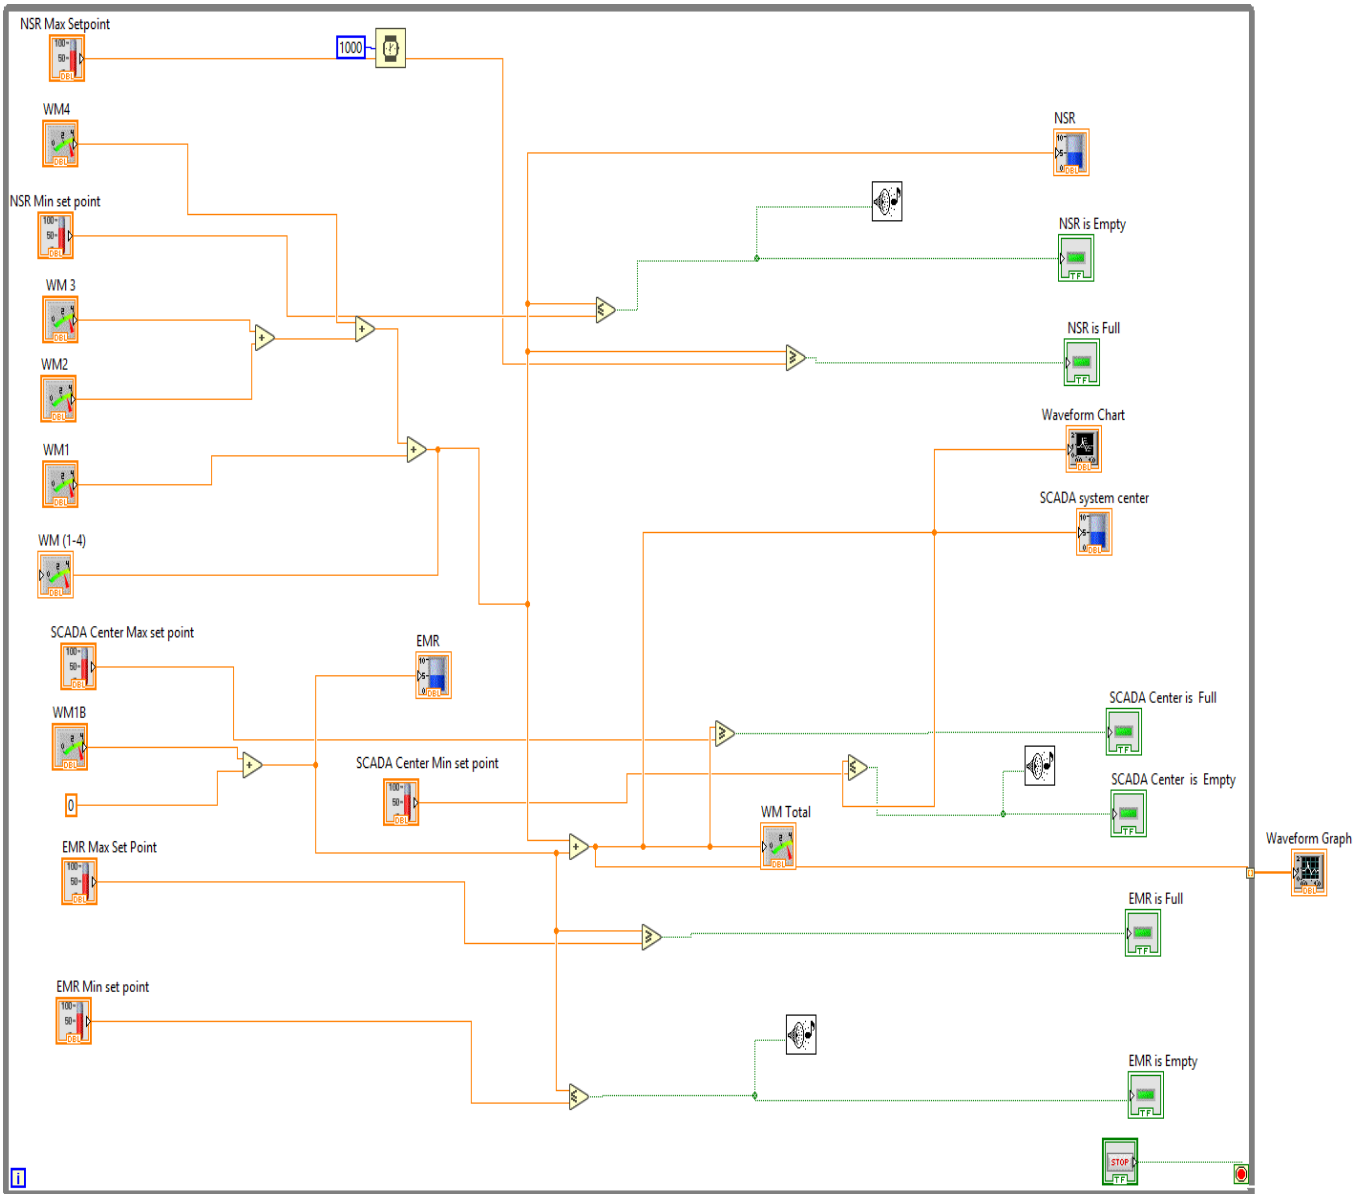 NSR Max Setpoint
1000
WM4
NSR
NSR Min set point
NSR is Empty
WM 3
NSR is Full
WM2
Waveform Chart
WM1
SCADA system center
WM (1-4)
SCADA Center Max set point
EMR
SCADA Center is Full
WM1B
SCADA Center Min set point
SCADA Center is Empty
0
WM Total
Waveform Graph
EMR Max Set Point
EMR is Full
EMR Min set point
EMR is Empty
STOP
TF
i